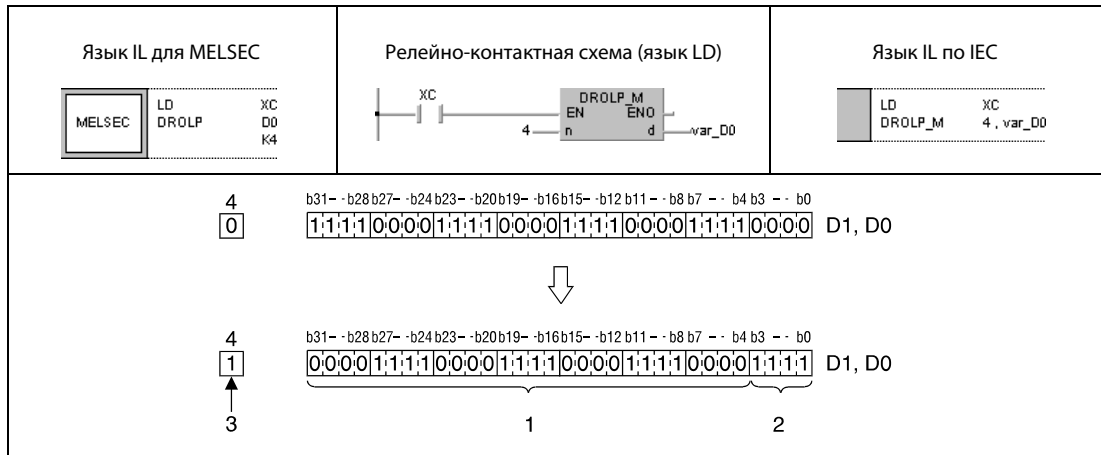 Язык IL для MELSEC
MELSEC
LD XC
DROLP D0
K4
Релейно-контактная схема (язык LD)
XC
DROLP_M
EN ENO
4 n d var_D0
Язык IL по IEC
LD XC
DROLP_M 4 , var_D0
4
0
b31- -b28 b27- -b24 b23- -b20 b19- -b16 b15- -b12 b11 - -b8 b7 - - b4 b3 - - b0
1 1 1 1 0 0 0 0 1 1 1 1 0 0 0 0 1 1 1 1 0 0 0 0 1 1 1 1 0 0 0 0 D1, D0
4
1
b31- -b28 b27- -b24 b23- -b20 b19- -b16 b15- -b12 b11 - -b8 b7 - - b4 b3 - - b0
0 0 0 0 1 1 1 1 0 0 0 0 1 1 1 1 0 0 0 0 1 1 1 1 0 0 0 0 1 1 1 1 D1, D0
3 1 2